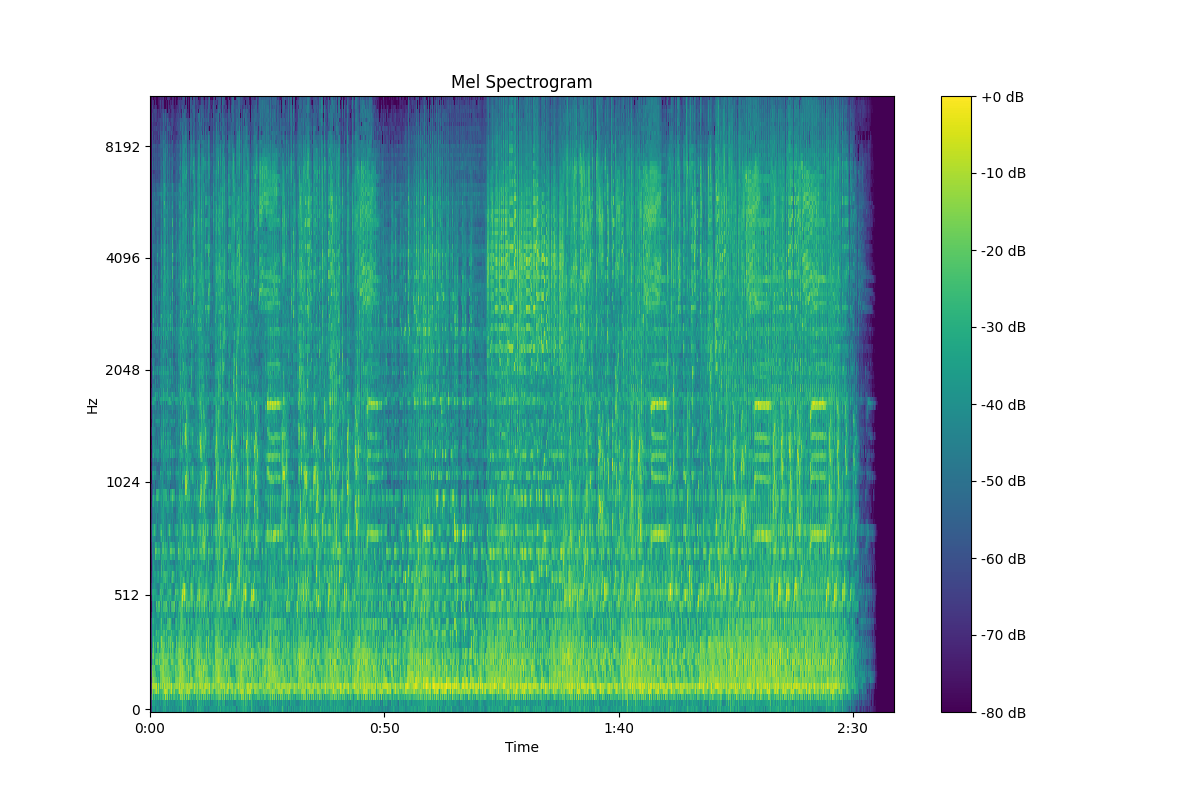 Mel Spectrogram
Hz
8192
4096
2048
1024
512
0
0:00
0:50
1:40
2:30
Time
+0 dB
-10 dB
-20 dB
-30 dB
-40 dB
-50 dB
-60 dB
-70 dB
-80 dB